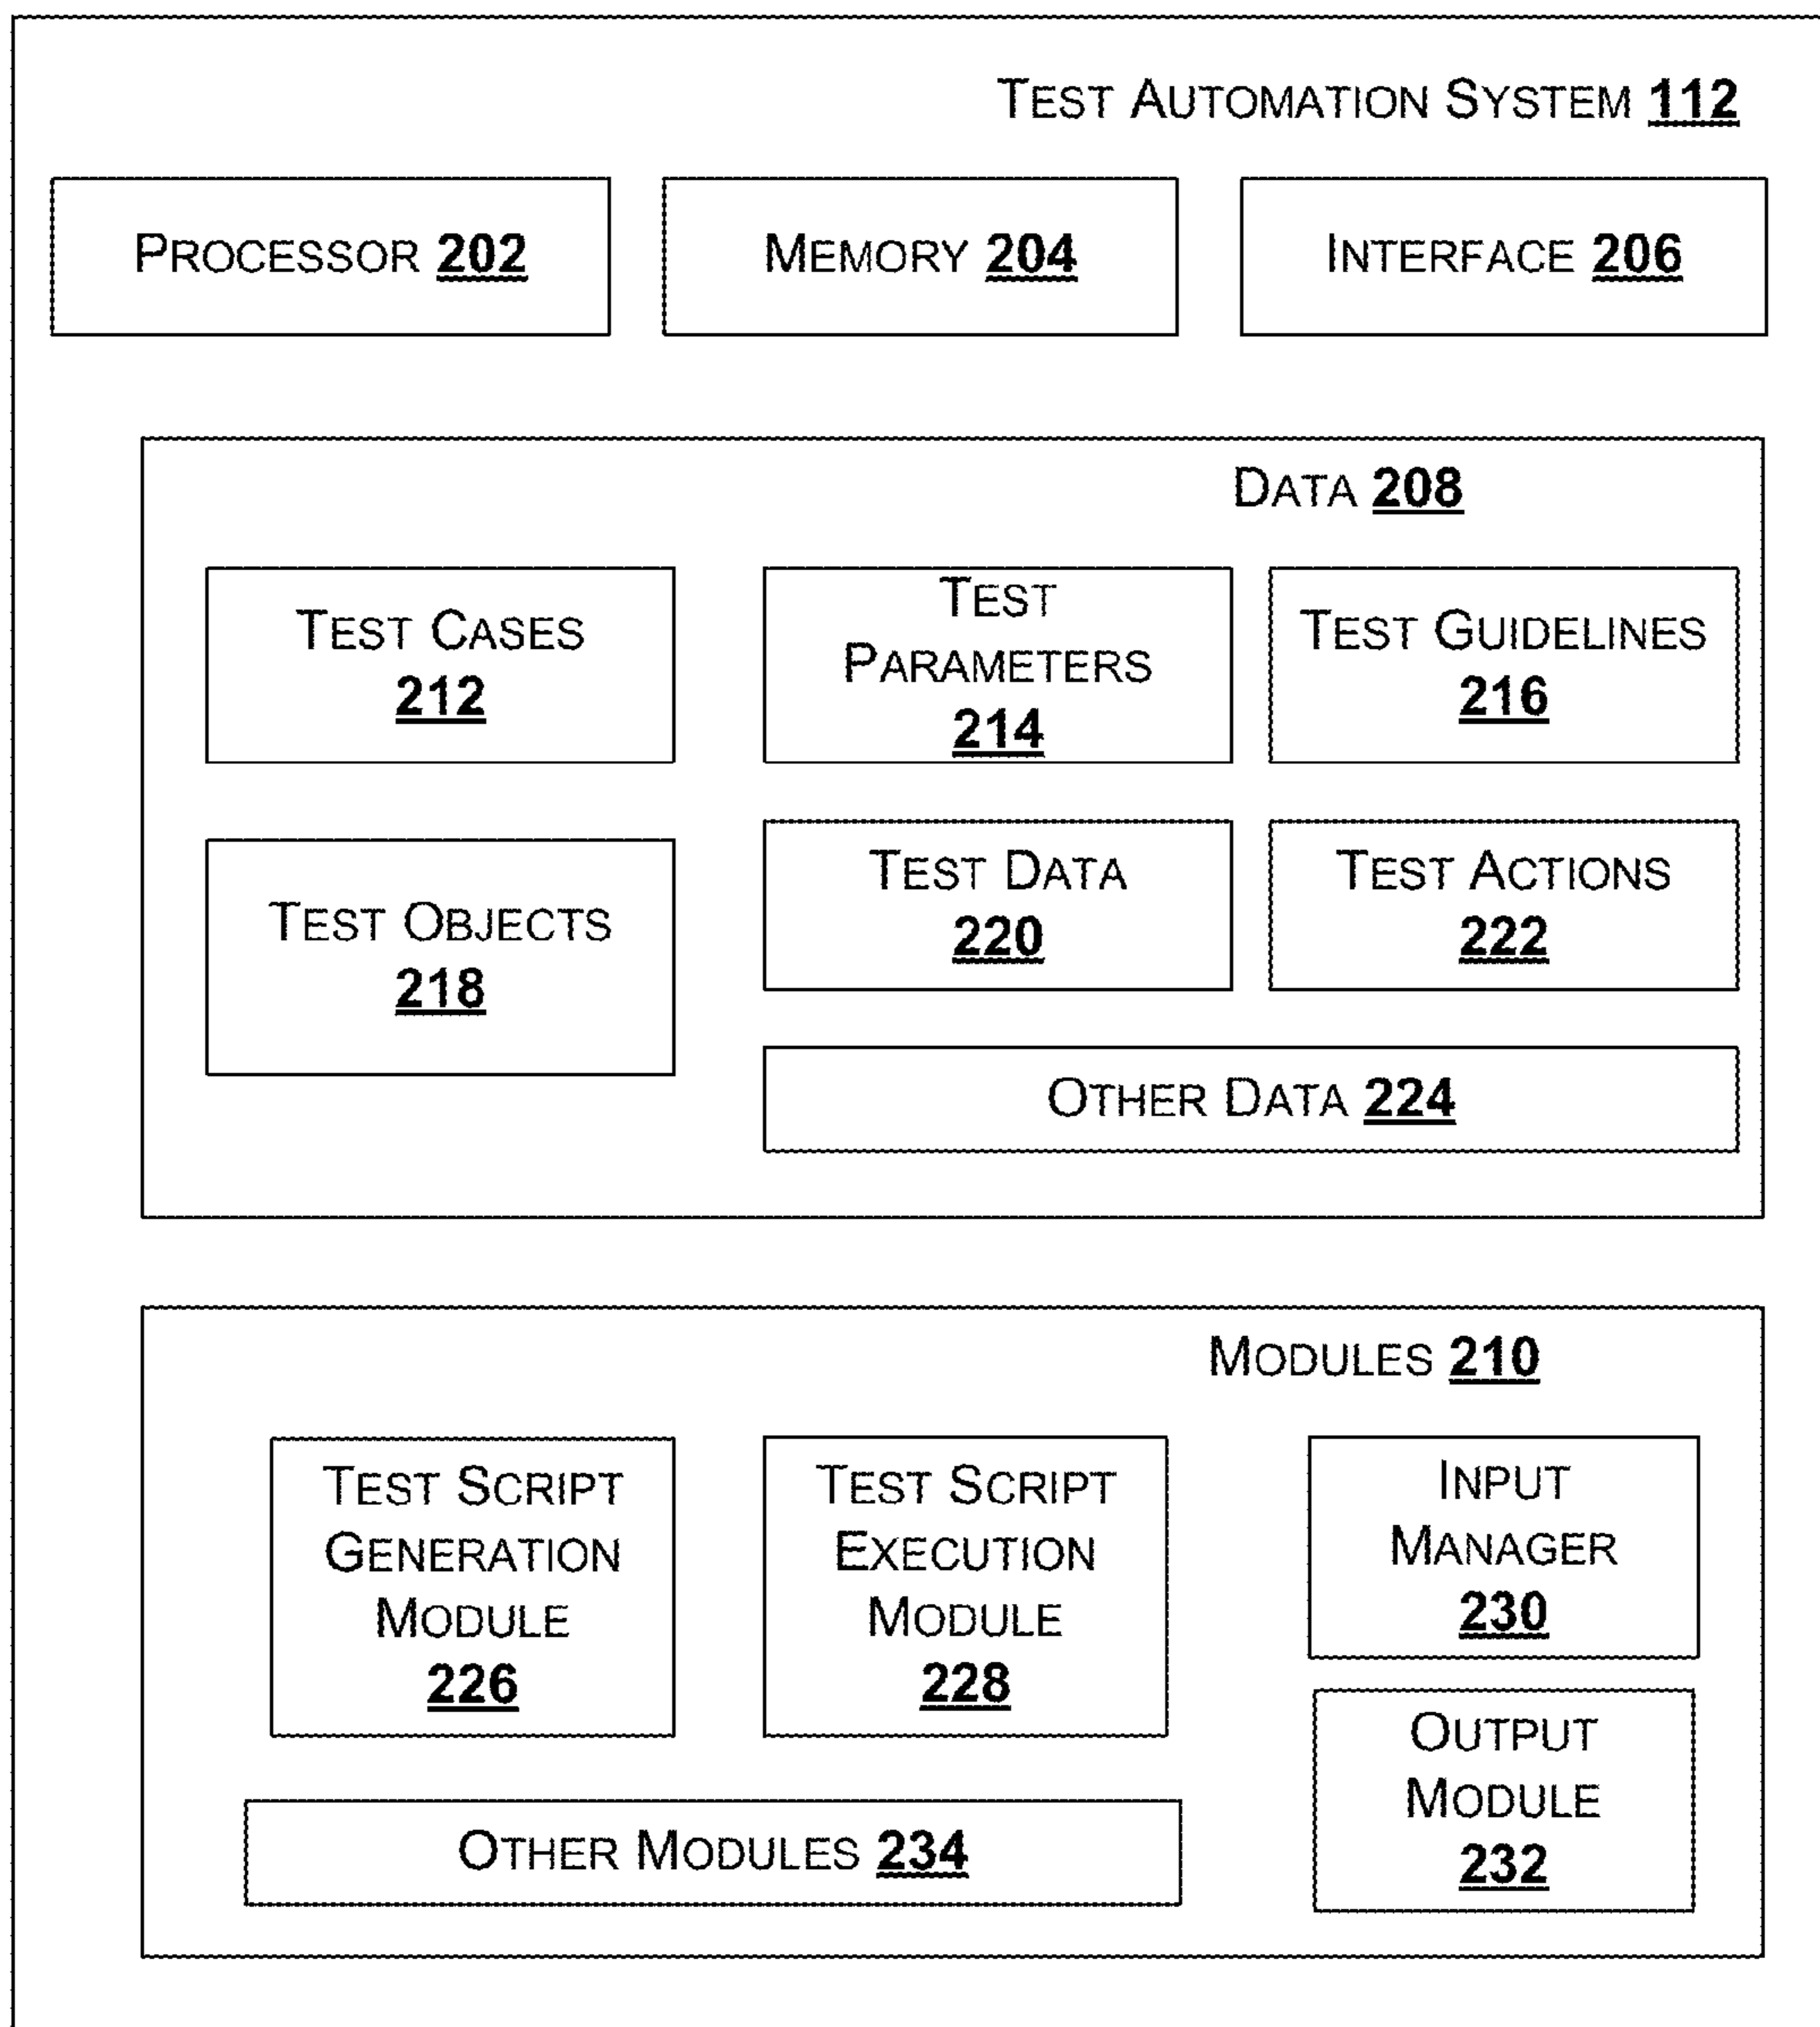 TEST AUTOMATION SYSTEM 112
PROCESSOR 202
MEMORY 204
INTERFACE 206
DATA 208
TEST CASES
212
TEST
PARAMETERS
214
TEST GUIDELINES
216
TEST OBJECTS
218
TEST DATA
220
TEST ACTIONS
222
OTHER DATA 224
MODULES 210
TEST SCRIPT
GENERATION
MODULE
226
TEST SCRIPT
EXECUTION
MODULE
228
INPUT
MANAGER
230
OUTPUT
MODULE
232
OTHER MODULES 234